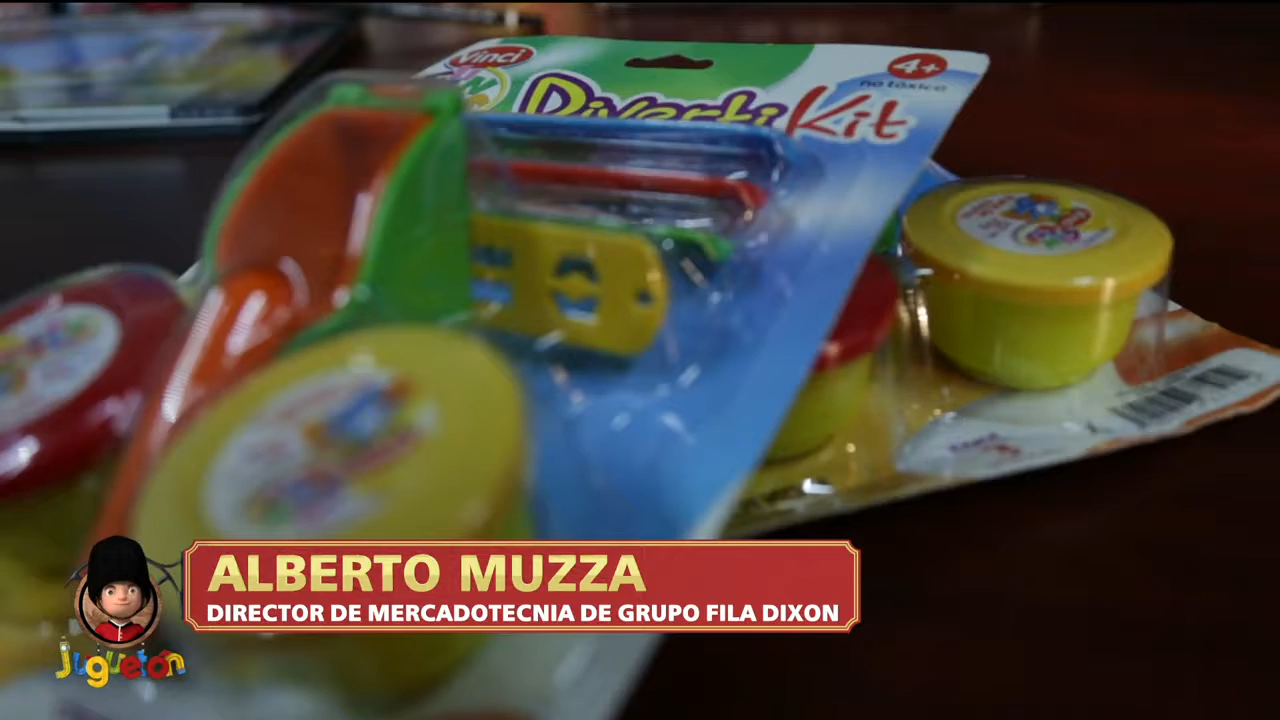 Vinci
4+
no tóxico
DivertiKit
ALBERTO MUZZA
DIRECTOR DE MERCADOTECNIA DE GRUPO FILA DIXON
Juguetón